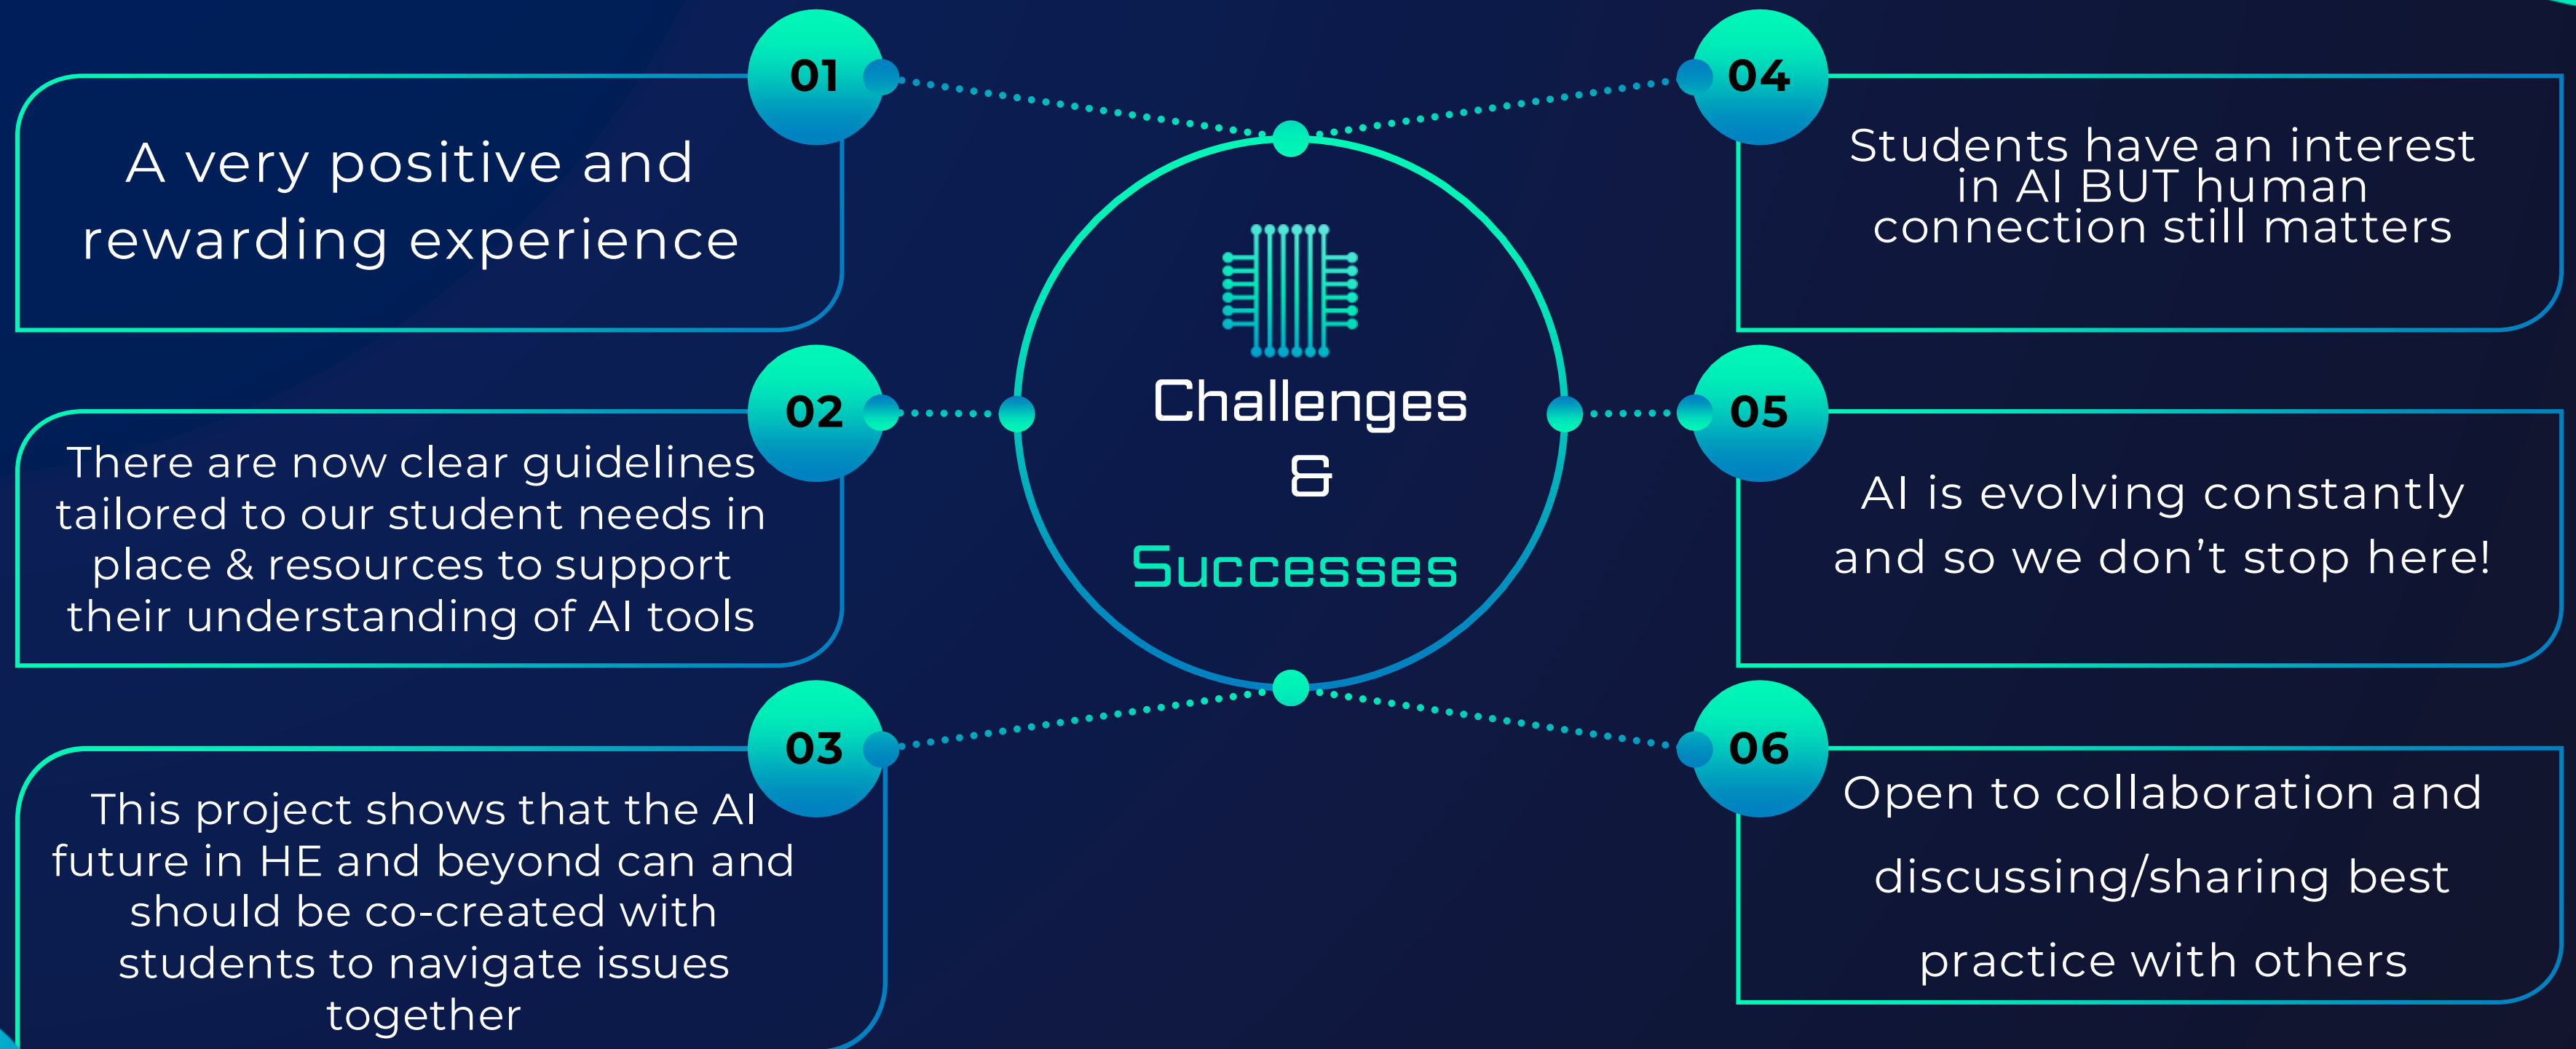 01
A very positive and
rewarding experience
02
There are now clear guidelines
tailored to our student needs in
place & resources to support
their understanding of AI tools
03
This project shows that the AI
future in HE and beyond can and
should be co-created with
students to navigate issues
together
Challenges
&
Successes
04
Students have an interest
in AI BUT human
connection still matters
05
AI is evolving constantly
and so we don’t stop here!
06
Open to collaboration and
discussing/sharing best
practice with others